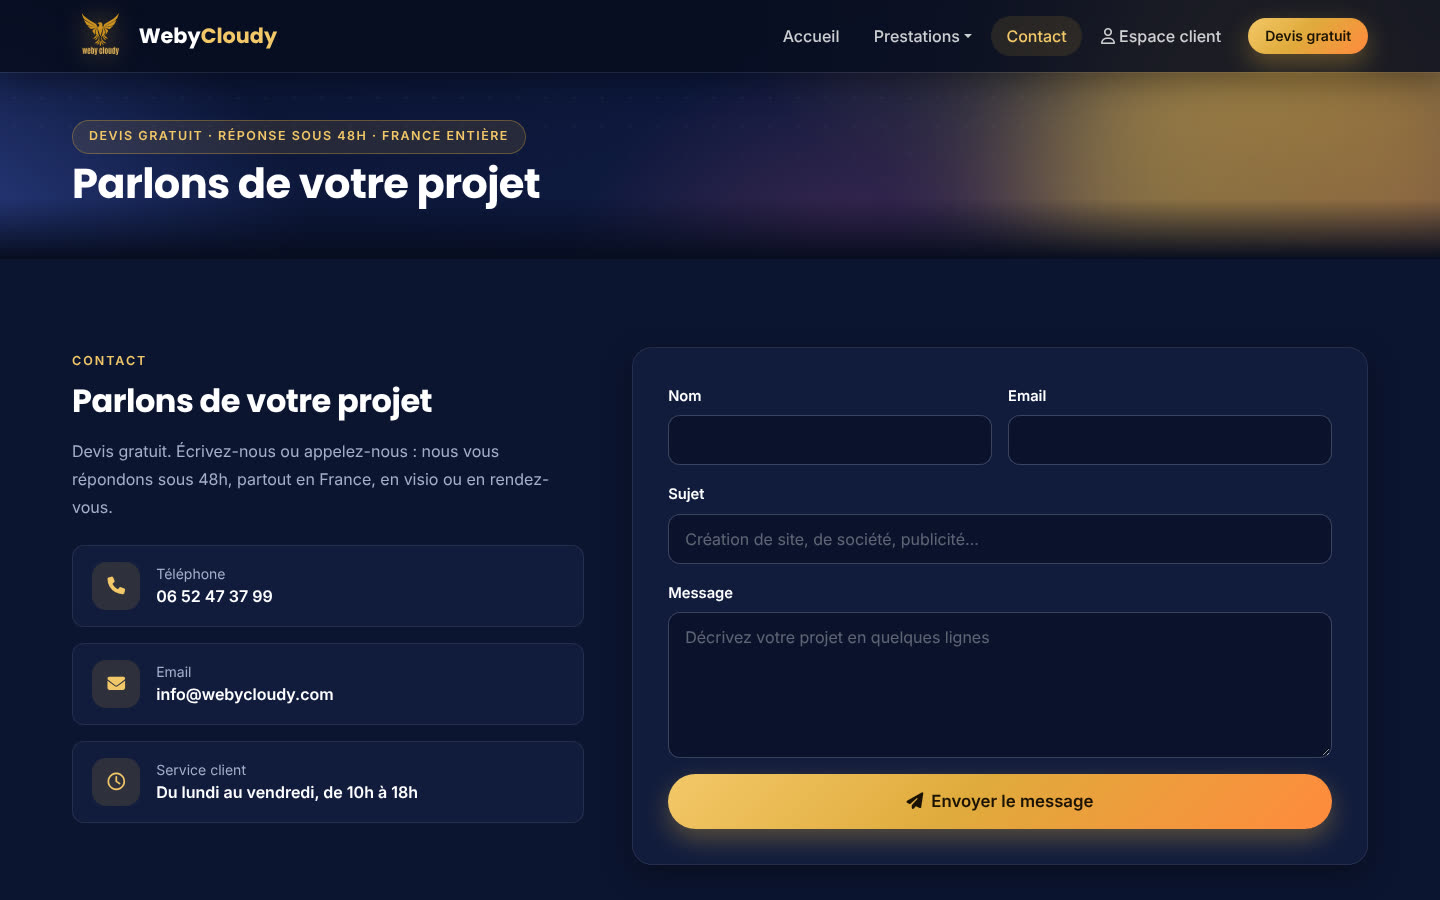 weby cloudy
WebyCloudy
Accueil
Prestations
Contact
Espace client
Devis gratuit
DEVIS GRATUIT · RÉPONSE SOUS 48H · FRANCE ENTIÈRE
Parlons de votre projet
CONTACT
Parlons de votre projet
Devis gratuit. Écrivez-nous ou appelez-nous : nous vous
répondons sous 48h, partout en France, en visio ou en rendez-
vous.
Téléphone
06 52 47 37 99
Email
info@webycloudy.com
Service client
Du lundi au vendredi, de 10h à 18h
Nom
Email
Sujet
Création de site, de société, publicité...
Message
Décrivez votre projet en quelques lignes
Envoyer le message